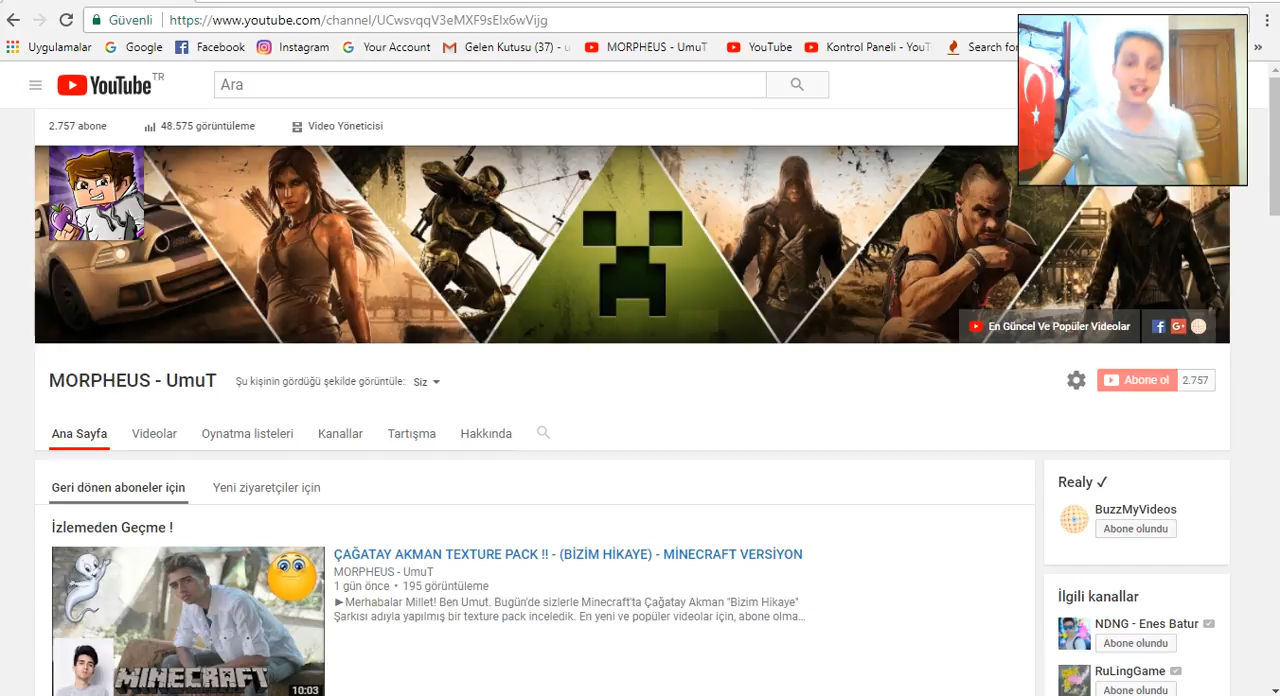 Güvenli
https://www.youtube.com/channel/UCwsvqqV3eMXF9sElx6wVijg
Uygulamalar
Google
Facebook
Instagram
Your Account
Gelen Kutusu (37) - u
MORPHEUS - UmuT
YouTube
Kontrol Paneli - YouT
Search for
»
YouTube TR
Ara
2.757 abone
48.575 görüntüleme
Video Yöneticisi
En Güncel Ve Popüler Videolar
MORPHEUS - UmuT
Şu kişinin gördüğü şekilde görüntüle: Siz
Abone ol 2.757
Ana Sayfa
Videolar
Oynatma listeleri
Kanallar
Tartışma
Hakkında
Geri dönen aboneler için
Yeni ziyaretçiler için
İzlemeden Geçme !
ÇAĞATAY AKMAN TEXTURE PACK !! - (BİZİM HİKAYE) - MİNECRAFT VERSİYON
MORPHEUS - UmuT
1 gün önce • 195 görüntüleme
►Merhabalar Millet! Ben Umut. Bugün'de sizlerle Minecraft'ta Çağatay Akman "Bizim Hikaye"
Şarkısı adıyla yapılmış bir texture pack inceledik. En yeni ve popüler videolar için, abone olma...
MINECRAFT
10:03
Realy ✓
BuzzMyVideos
Abone olundu
İlgili kanallar
NDNG - Enes Batur
Abone olundu
RuLingGame
Abone olundu